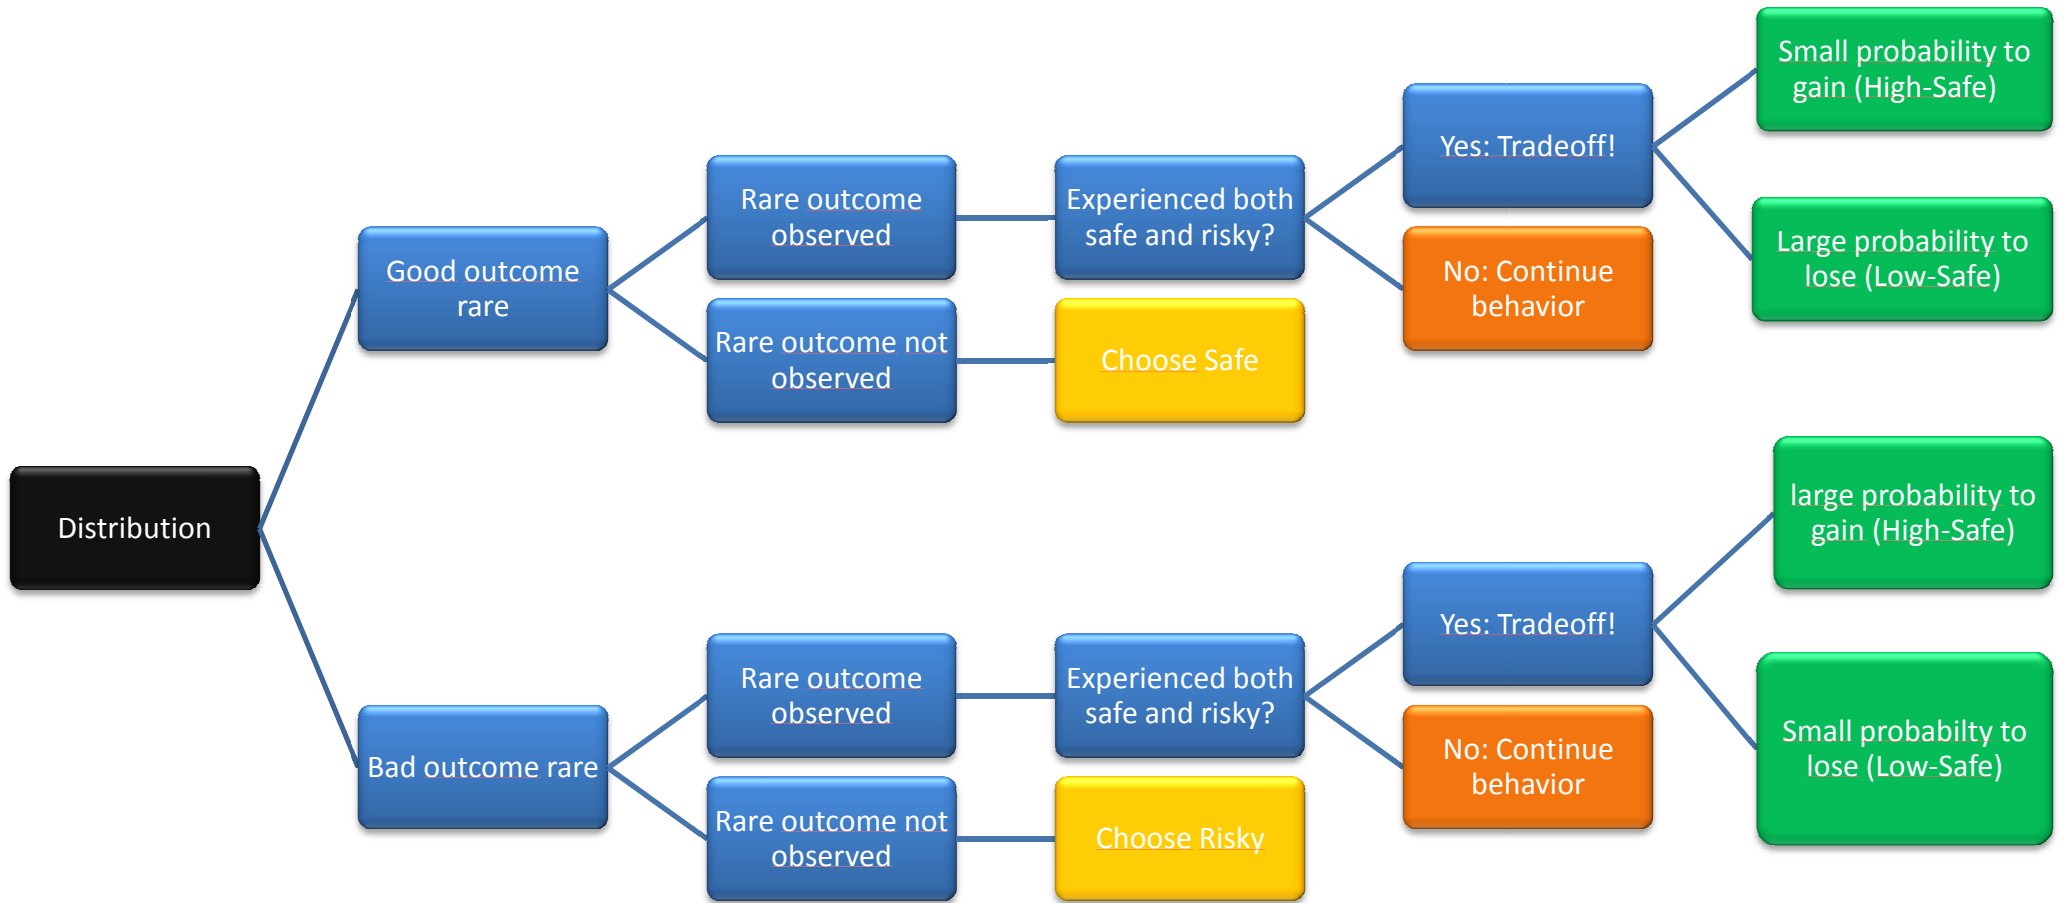 Small probability to
gain (High-Safe)
Yes: Tradeoff!
Rare outcome
observed
Experienced both
safe and risky?
Large probability to
lose (Low-Safe)
Good outcome
rare
No: Continue
behavior
Rare outcome not
observed
Choose Safe
Distribution
large probability to
gain (High-Safe)
Yes: Tradeoff!
Rare outcome
observed
Experienced both
safe and risky?
Small probabilty to
lose (Low-Safe)
Bad outcome rare
No: Continue
behavior
Rare outcome not
observed
Choose Risky